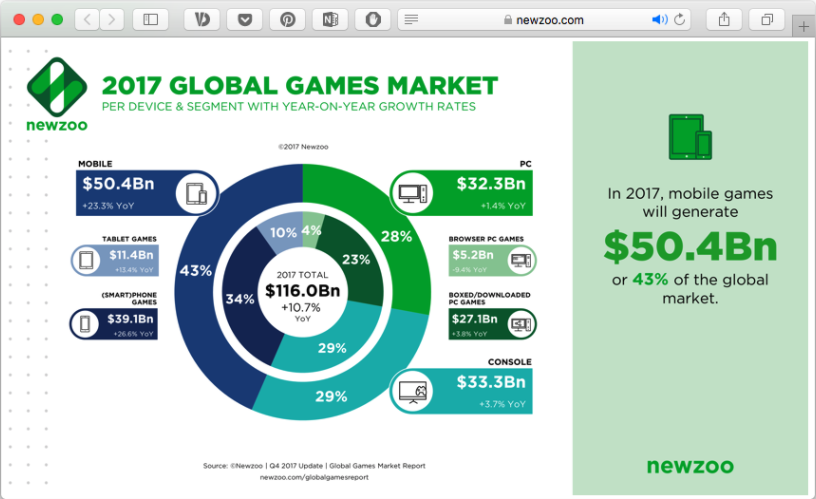 newzoo.com
newzoo
2017 GLOBAL GAMES MARKET
PER DEVICE & SEGMENT WITH YEAR-ON-YEAR GROWTH RATES
©2017 Newzoo
MOBILE
$50.4Bn
+23.3% YoY
TABLET GAMES
$11.4Bn
+13.4% YoY
(SMART)PHONE
GAMES
$39.1Bn
+26.6% YoY
43%
10%
4%
28%
23%
34%
29%
29%
2017 TOTAL
$116.0Bn
+10.7%
YoY
PC
$32.3Bn
+1.4% YoY
BROWSER PC GAMES
$5.2Bn
-9.4% YoY
BOXED/DOWNLOADED
PC GAMES
$27.1Bn
+3.8% YoY
CONSOLE
$33.3Bn
+3.7% YoY
Source: ©Newzoo | Q4 2017 Update | Global Games Market Report
newzoo.com/globalgamesreport
In 2017, mobile games
will generate
$50.4Bn
or 43% of the global
market.
newzoo